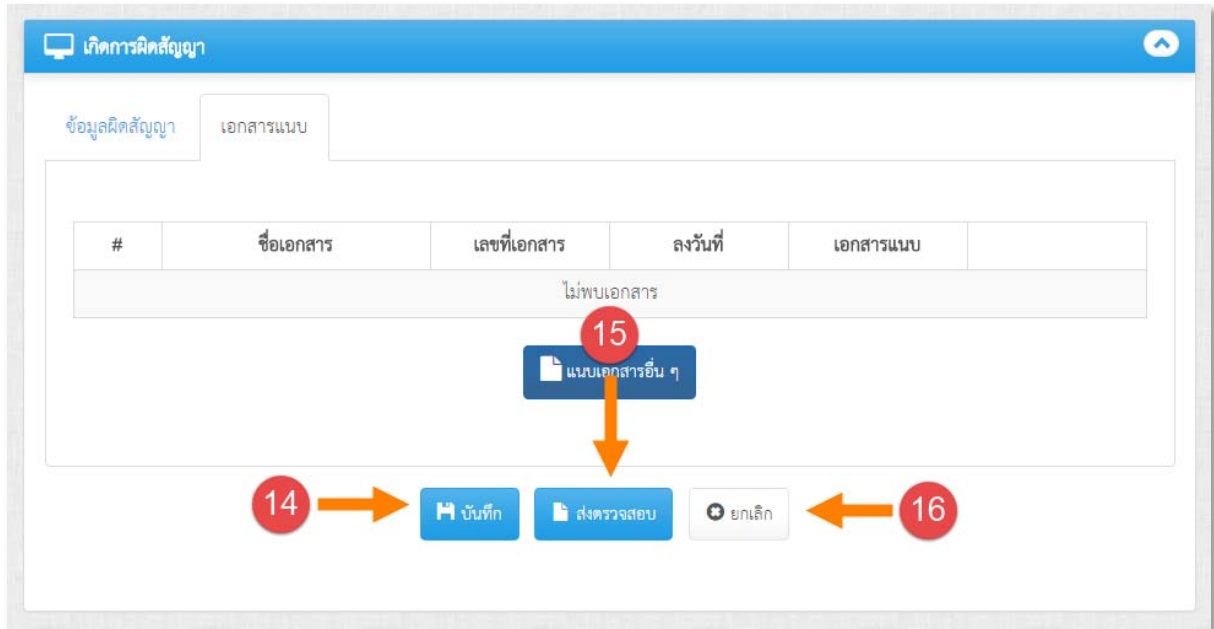 เกิดการผิดสัญญา
ข้อมูลผิดสัญญา เอกสารแนบ
# ชื่อเอกสาร เลขที่เอกสาร ลงวันที่ เอกสารแนบ
ไม่พบเอกสาร
15
แนบเอกสารอื่น ๆ
14 บันทึก ส่งตรวจสอบ ยกเลิก 16